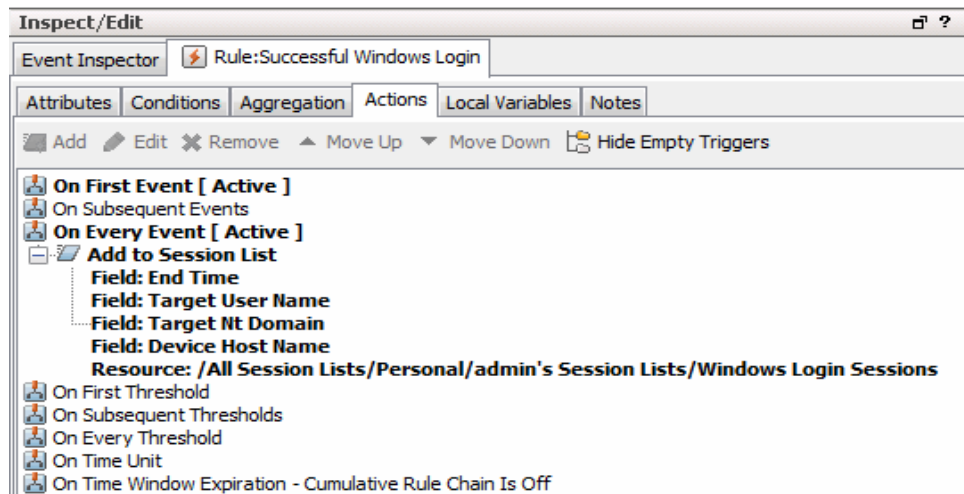 Inspect/Edit ?
Event Inspector Rule:Successful Windows Login
Attributes Conditions Aggregation Actions Local Variables Notes
Add Edit Remove Move Up Move Down Hide Empty Triggers
On First Event [ Active ]
On Subsequent Events
On Every Event [ Active ]
Add to Session List
Field: End Time
Field: Target User Name
Field: Target Nt Domain
Field: Device Host Name
Resource: /All Session Lists/Personal/admin's Session Lists/Windows Login Sessions
On First Threshold
On Subsequent Thresholds
On Every Threshold
On Time Unit
On Time Window Expiration - Cumulative Rule Chain Is Off